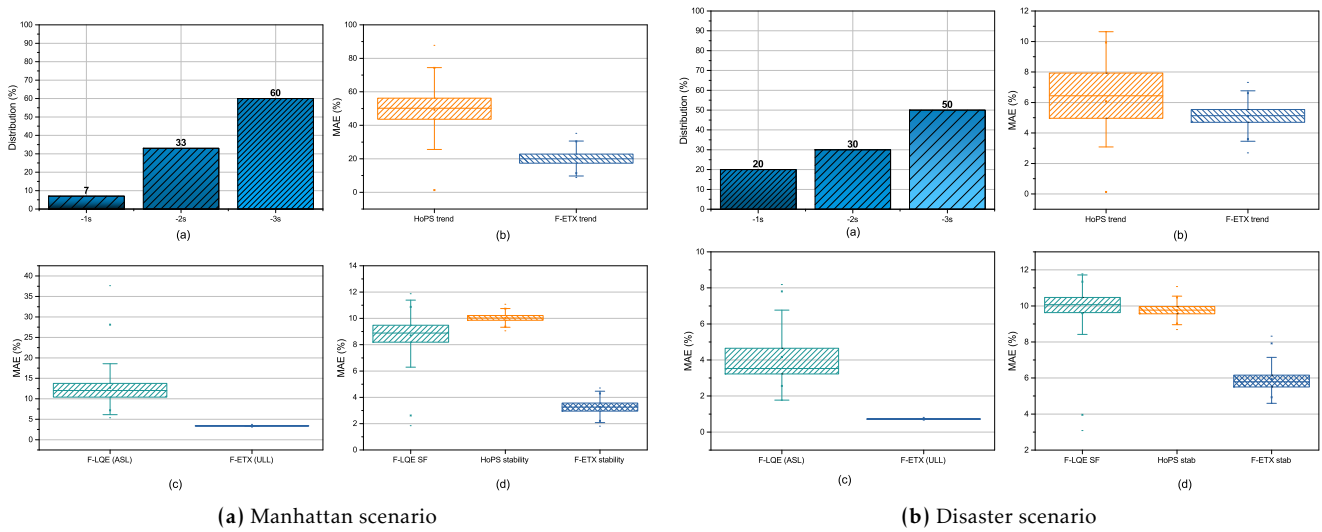 100
90
80
70
60
50
40
30
20
10
0
Distribution (%)
7
33
60
-1s
-2s
-3s
(a)
100
80
60
40
20
0
MAE (%)
HoPS trend
F-ETX trend
(b)
100
90
80
70
60
50
40
30
20
10
0
Distribution (%)
20
30
50
-1s
-2s
-3s
(a)
12
10
8
6
4
2
0
MAE (%)
HoPS trend
F-ETX trend
(b)
40
35
30
25
20
15
10
5
0
MAE (%)
F-LQE (ASL)
F-ETX (ULL)
(c)
14
12
10
8
6
4
2
0
MAE (%)
F-LQE SF
HoPS stability
F-ETX stability
(d)
10
8
6
4
2
0
MAE (%)
F-LQE (ASL)
F-ETX (ULL)
(c)
12
10
8
6
4
2
MAE (%)
F-LQE SF
HoPS stab
F-ETX stab
(d)
(a) Manhattan scenario
(b) Disaster scenario